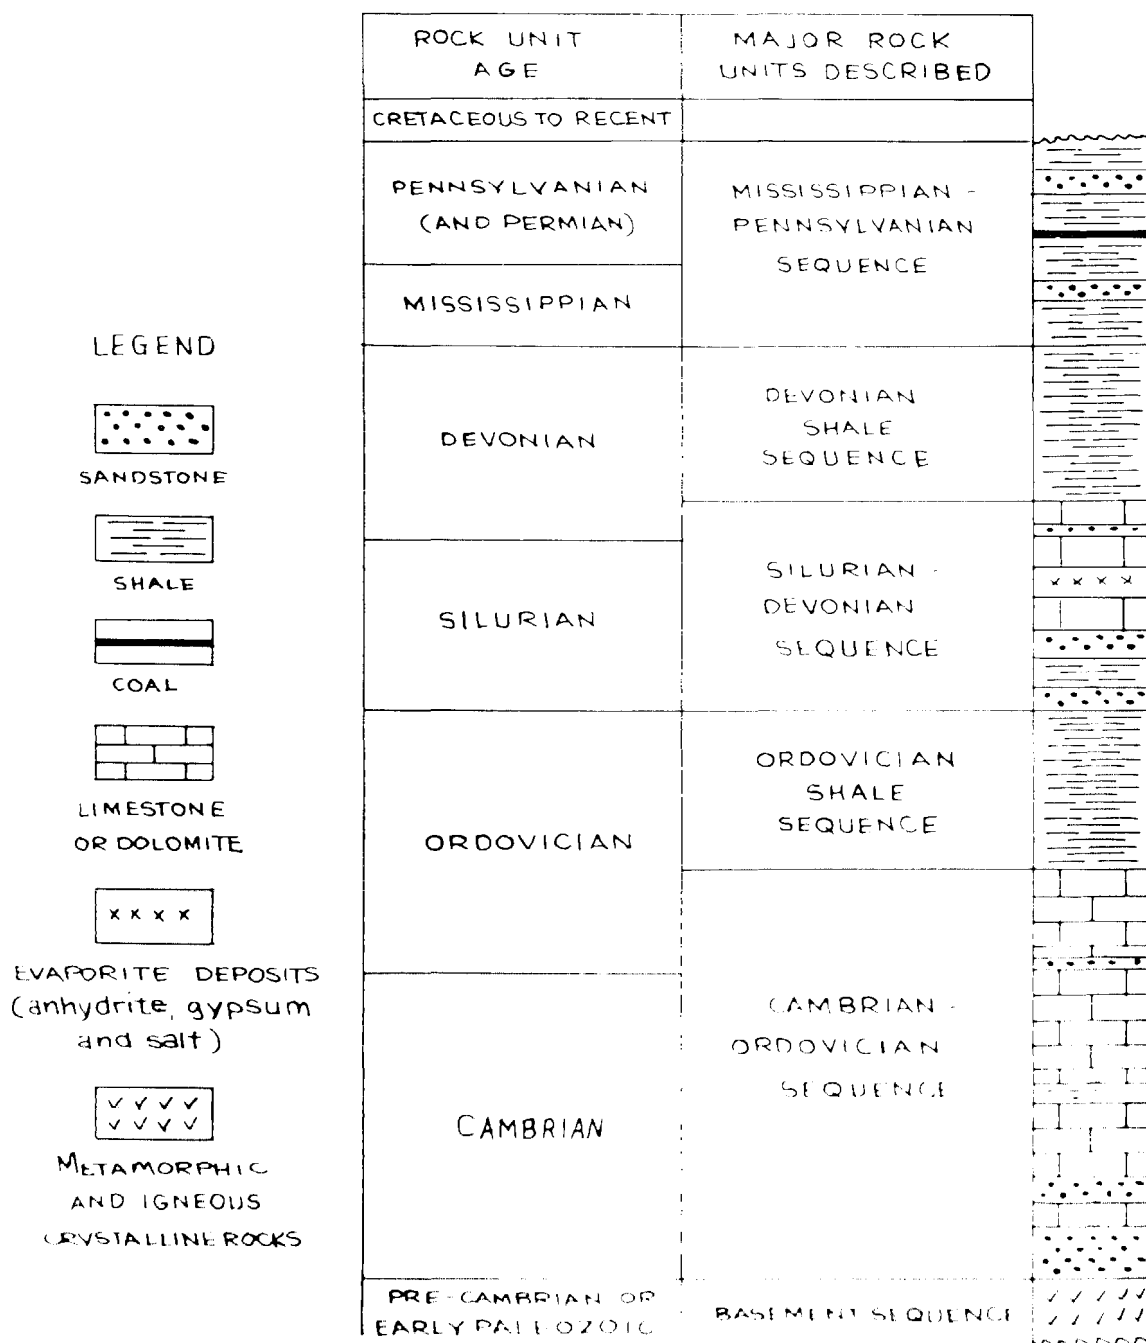 ROCK UNIT
AGE
MAJOR ROCK
UNITS DESCRIBED
CRETACEOUS TO RECENT
PENNSYLVANIAN
(AND PERMIAN)
MISSISSIPPIAN -
PENNSYLVANIAN
SEQUENCE
MISSISSIPPIAN
DEVONIAN
DEVONIAN
SHALE
SEQUENCE
SILURIAN
SILURIAN -
DEVONIAN
SEQUENCE
ORDOVICIAN
ORDOVICIAN
SHALE
SEQUENCE
CAMBRIAN
CAMBRIAN -
ORDOVICIAN
SEQUENCE
PRE-CAMBRIAN OR
EARLY PALEOZOIC
BASEMENT SEQUENCE
LEGEND
SANDSTONE
SHALE
COAL
LIMESTONE
OR DOLOMITE
EVAPORITE DEPOSITS
(anhydrite, gypsum
and salt)
METAMORPHIC
AND IGNEOUS
CRYSTALLINE ROCKS